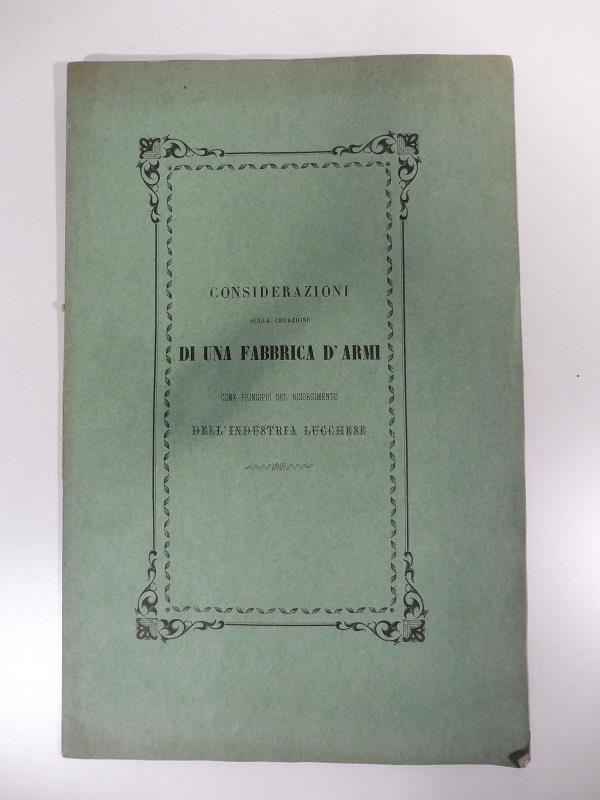 CONSIDERAZIONI
SULLA CREAZIONE
DI UNA FABBRICA D' ARMI
COME PRINCIPIO DEL RISORGIMENTO
DELL' INDUSTRIA LUCCHESE